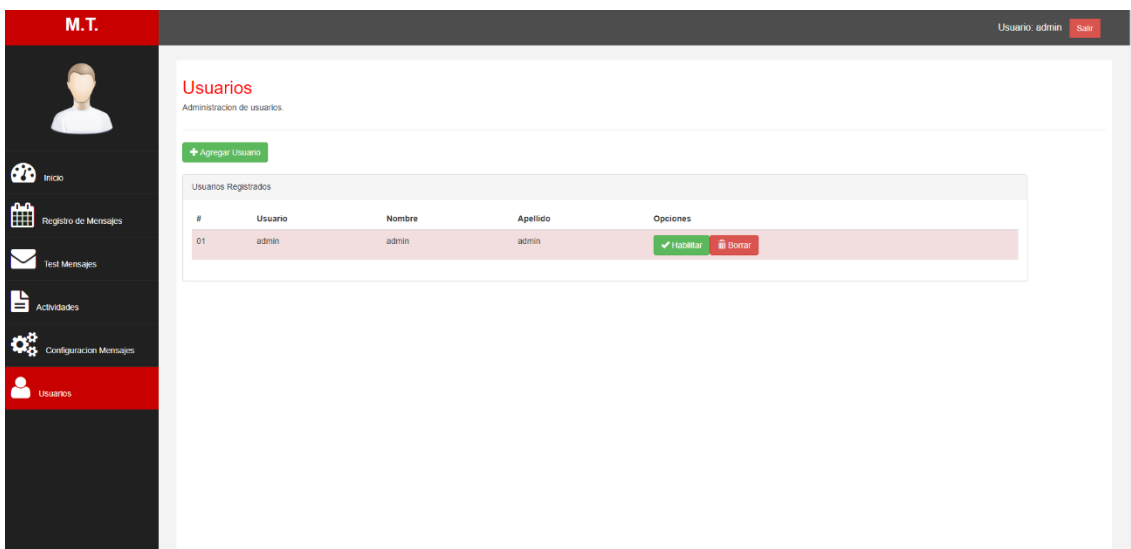 M.T.
Usuario: admin Salir
Usuarios
Administracion de usuarios.
Agregar Usuario
Inicio
Registro de Mensajes
Test Mensajes
Actividades
Configuracion Mensajes
Usuarios
Usuarios Registrados
# Usuario Nombre Apellido Opciones
01 admin admin admin Habilitar Borrar